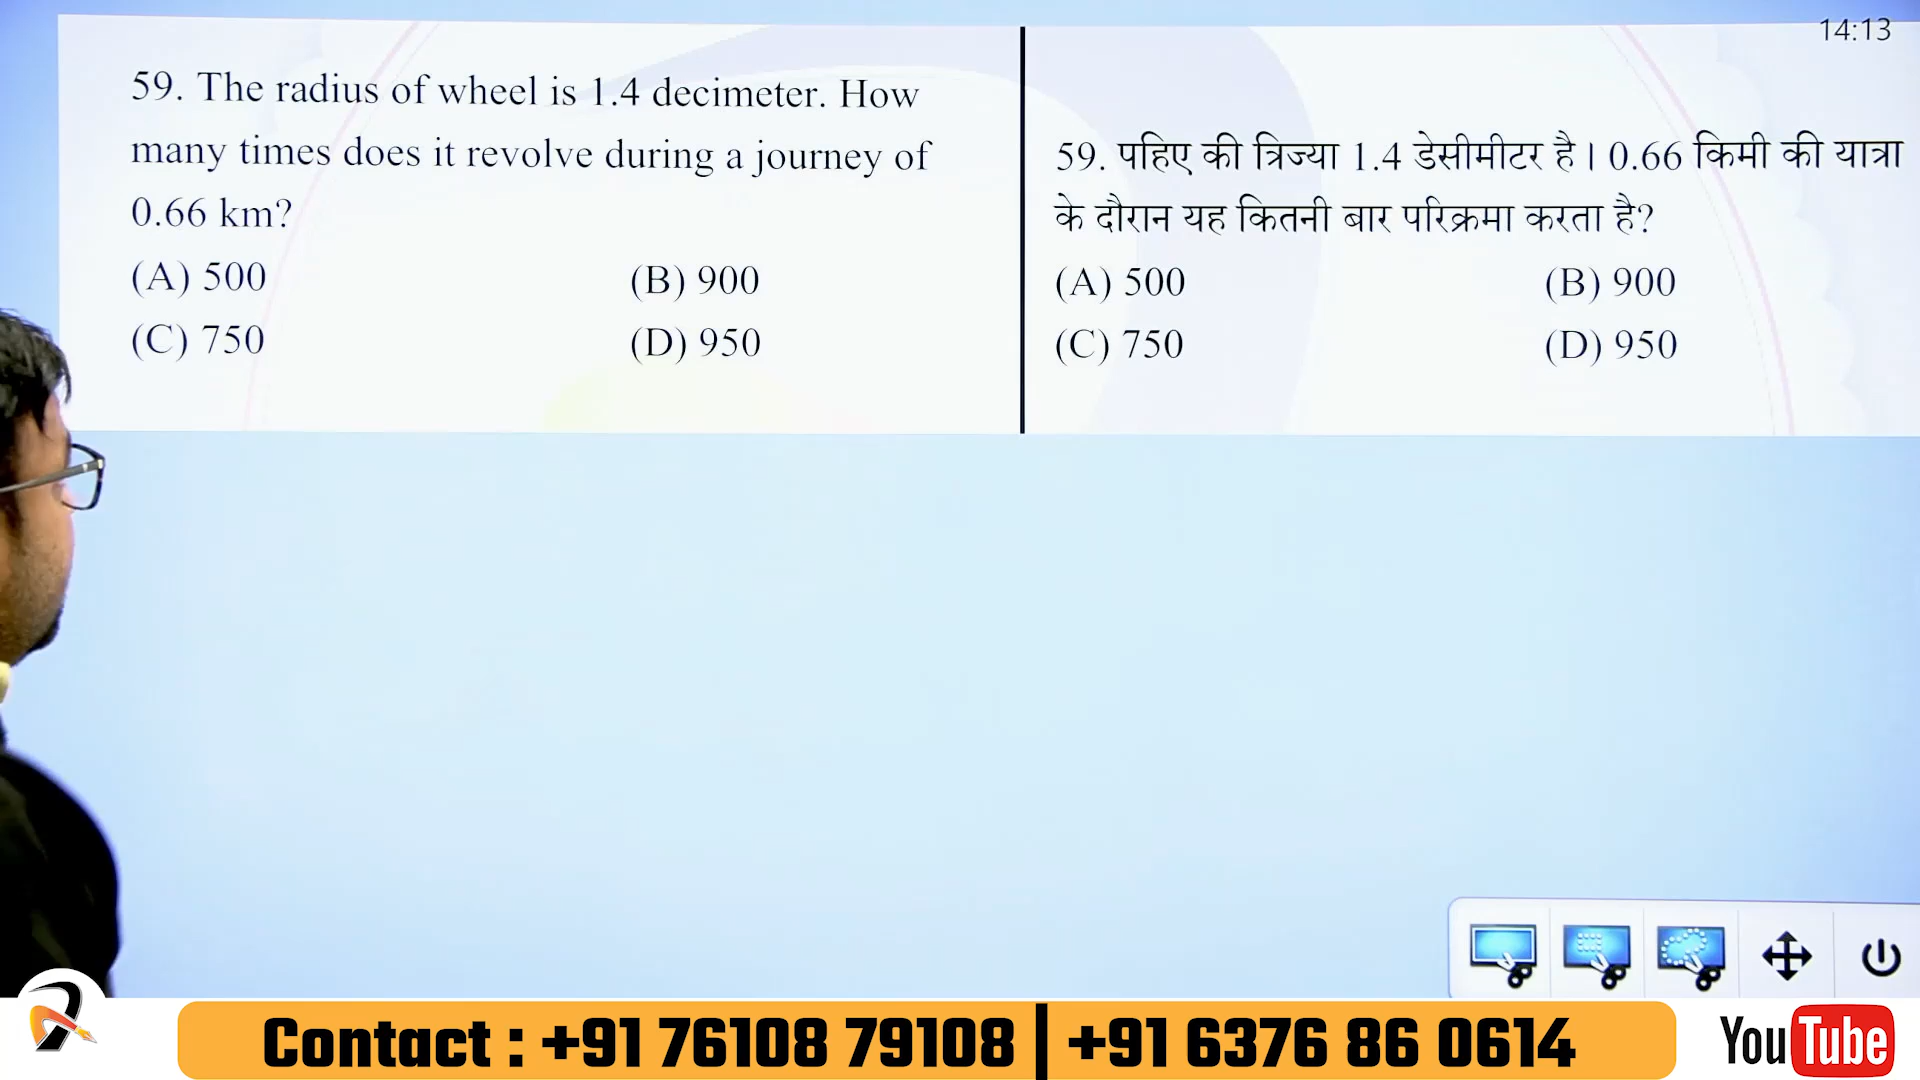 14:13
59. The radius of wheel is 1.4 decimeter. How
many times does it revolve during a journey of
0.66 km?
(A) 500 (B) 900
(C) 750 (D) 950
59. पहिए की त्रिज्या 1.4 डेसीमीटर है। 0.66 किमी की यात्रा
के दौरान यह कितनी बार परिक्रमा करता है?
(A) 500 (B) 900
(C) 750 (D) 950
Contact : +91 76108 79108 | +91 6376 86 0614
YouTube